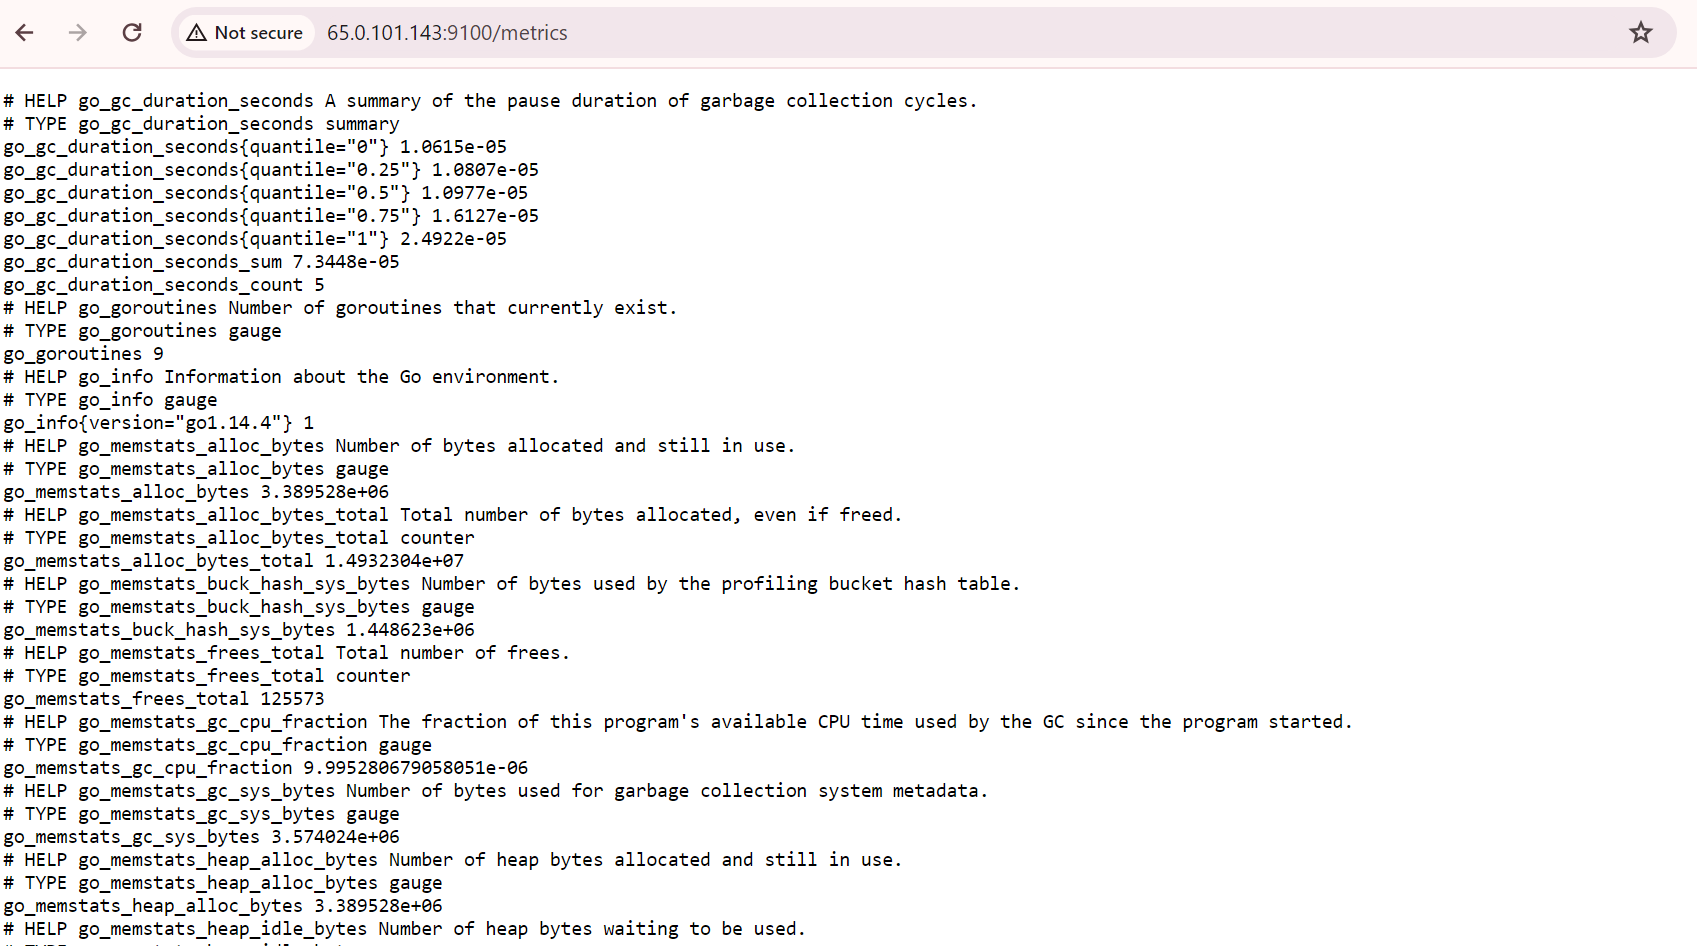 Not secure 65.0.101.143:9100/metrics
# HELP go_gc_duration_seconds A summary of the pause duration of garbage collection cycles.
# TYPE go_gc_duration_seconds summary
go_gc_duration_seconds{quantile="0"} 1.0615e-05
go_gc_duration_seconds{quantile="0.25"} 1.0807e-05
go_gc_duration_seconds{quantile="0.5"} 1.0977e-05
go_gc_duration_seconds{quantile="0.75"} 1.6127e-05
go_gc_duration_seconds{quantile="1"} 2.4922e-05
go_gc_duration_seconds_sum 7.3448e-05
go_gc_duration_seconds_count 5
# HELP go_goroutines Number of goroutines that currently exist.
# TYPE go_goroutines gauge
go_goroutines 9
# HELP go_info Information about the Go environment.
# TYPE go_info gauge
go_info{version="go1.14.4"} 1
# HELP go_memstats_alloc_bytes Number of bytes allocated and still in use.
# TYPE go_memstats_alloc_bytes gauge
go_memstats_alloc_bytes 3.389528e+06
# HELP go_memstats_alloc_bytes_total Total number of bytes allocated, even if freed.
# TYPE go_memstats_alloc_bytes_total counter
go_memstats_alloc_bytes_total 1.4932304e+07
# HELP go_memstats_buck_hash_sys_bytes Number of bytes used by the profiling bucket hash table.
# TYPE go_memstats_buck_hash_sys_bytes gauge
go_memstats_buck_hash_sys_bytes 1.448623e+06
# HELP go_memstats_frees_total Total number of frees.
# TYPE go_memstats_frees_total counter
go_memstats_frees_total 125573
# HELP go_memstats_gc_cpu_fraction The fraction of this program's available CPU time used by the GC since the program started.
# TYPE go_memstats_gc_cpu_fraction gauge
go_memstats_gc_cpu_fraction 9.995280679058051e-06
# HELP go_memstats_gc_sys_bytes Number of bytes used for garbage collection system metadata.
# TYPE go_memstats_gc_sys_bytes gauge
go_memstats_gc_sys_bytes 3.574024e+06
# HELP go_memstats_heap_alloc_bytes Number of heap bytes allocated and still in use.
# TYPE go_memstats_heap_alloc_bytes gauge
go_memstats_heap_alloc_bytes 3.389528e+06
# HELP go_memstats_heap_idle_bytes Number of heap bytes waiting to be used.